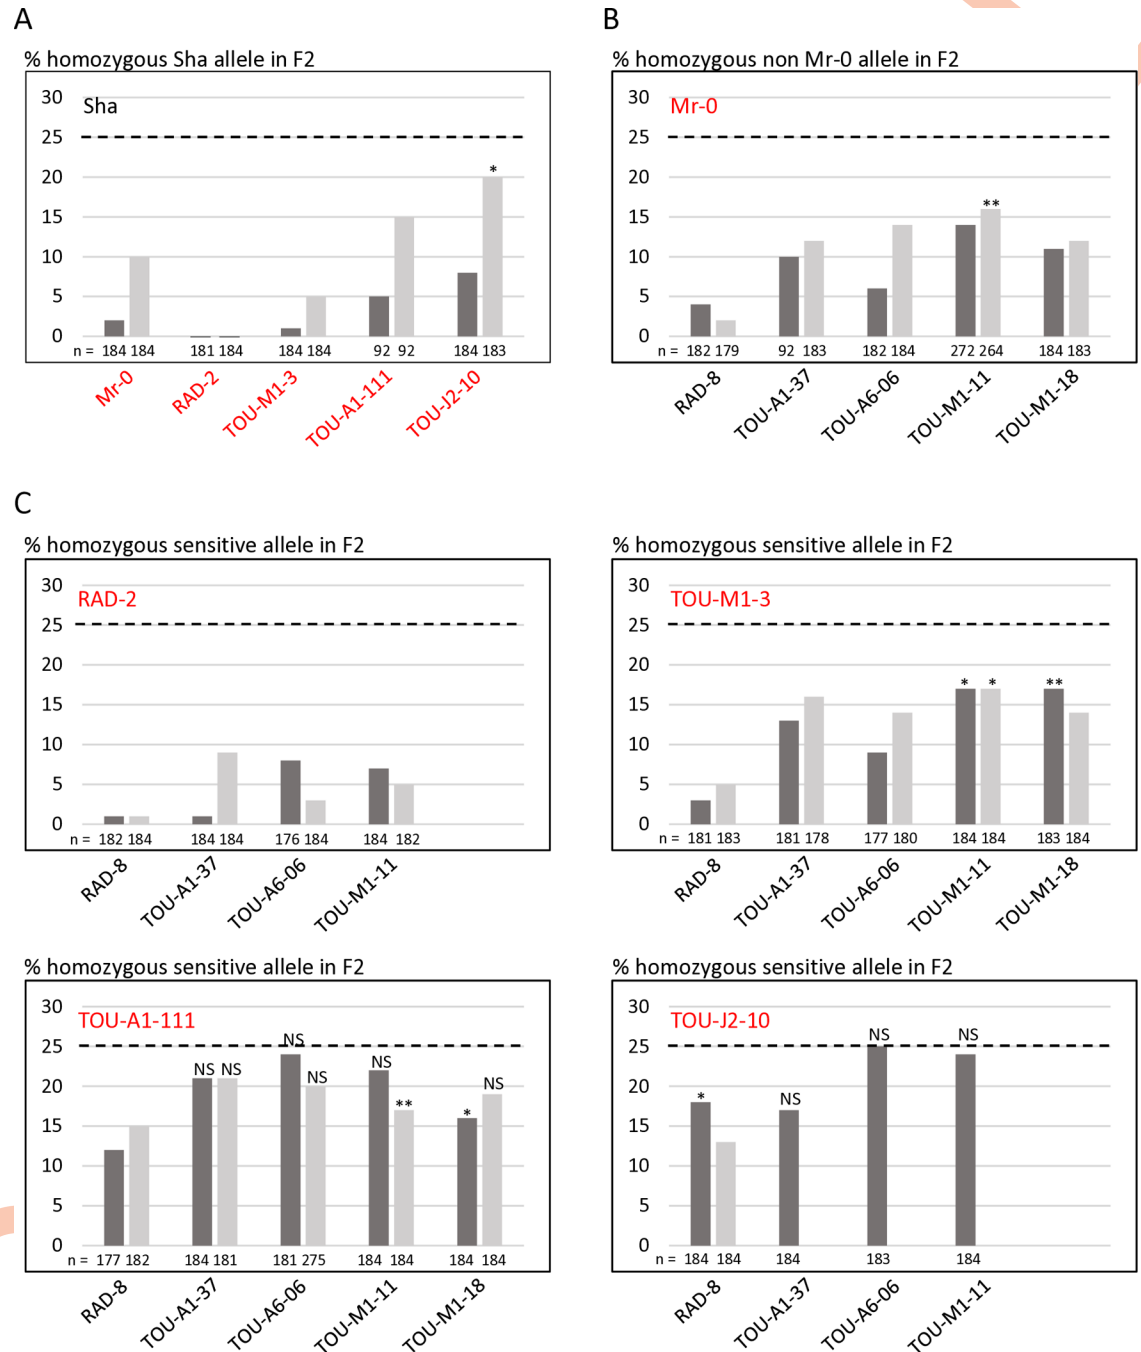 A
% homozygous Sha allele in F2
Sha
30
25
20
15
10
5
0
*
n = 184 184 181 184 184 184 92 92 184 183
Mr-0 RAD-2 TOU-M1-3 TOU-A1-111 TOU-J2-10
B
% homozygous non Mr-0 allele in F2
Mr-0
30
25
20
15
10
5
0
**
n = 182 179 92 183 182 184 272 264 184 183
RAD-8 TOU-A1-37 TOU-A6-06 TOU-M1-11 TOU-M1-18
C
% homozygous sensitive allele in F2
RAD-2
30
25
20
15
10
5
0
n = 182 184 184 184 176 184 184 182
RAD-8 TOU-A1-37 TOU-A6-06 TOU-M1-11
% homozygous sensitive allele in F2
TOU-M1-3
30
25
20
15
10
5
0
* * **
n = 181 183 181 178 177 180 184 184 183 184
RAD-8 TOU-A1-37 TOU-A6-06 TOU-M1-11 TOU-M1-18
% homozygous sensitive allele in F2
TOU-A1-111
30
25
20
15
10
5
0
NS NS NS NS NS ** * NS
n = 177 182 184 181 181 275 184 184 184 184
RAD-8 TOU-A1-37 TOU-A6-06 TOU-M1-11 TOU-M1-18
% homozygous sensitive allele in F2
TOU-J2-10
30
25
20
15
10
5
0
* NS NS NS
n = 184 184 184 183 184
RAD-8 TOU-A1-37 TOU-A6-06 TOU-M1-11